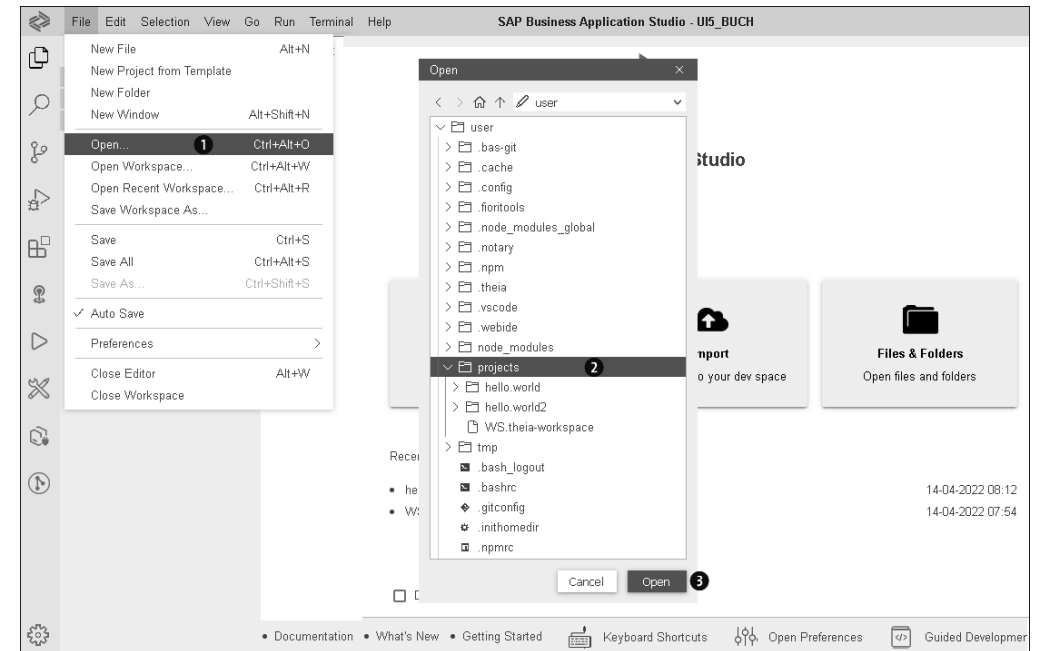 File Edit Selection View Go Run Terminal Help SAP Business Application Studio - UI5_BUCH
New File Alt+N
New Project from Template
New Folder
New Window Alt+Shift+N
Open... 1 Ctrl+Alt+O
Open Workspace... Ctrl+Alt+W
Open Recent Workspace... Ctrl+Alt+R
Save Workspace As...
Save Ctrl+S
Save All Ctrl+Alt+S
Save As... Ctrl+Shift+S
Auto Save
Preferences
Close Editor Alt+W
Close Workspace
Open
user
user
.bas-git
.cache
.config
.fioritools
.node_modules_global
.notary
.npm
.theia
.vscode
.webide
node_modules
projects 2
hello.world
hello.world2
WS.theia-workspace
tmp
.bash_logout
.bashrc
.gitconfig
.inithomedir
.npmrc
Cancel Open 3
Studio
mport
o your dev space
Files & Folders
Open files and folders
Recer
he 14-04-2022 08:12
WS 14-04-2022 07:54
• Documentation • What's New • Getting Started Keyboard Shortcuts Open Preferences Guided Developmer